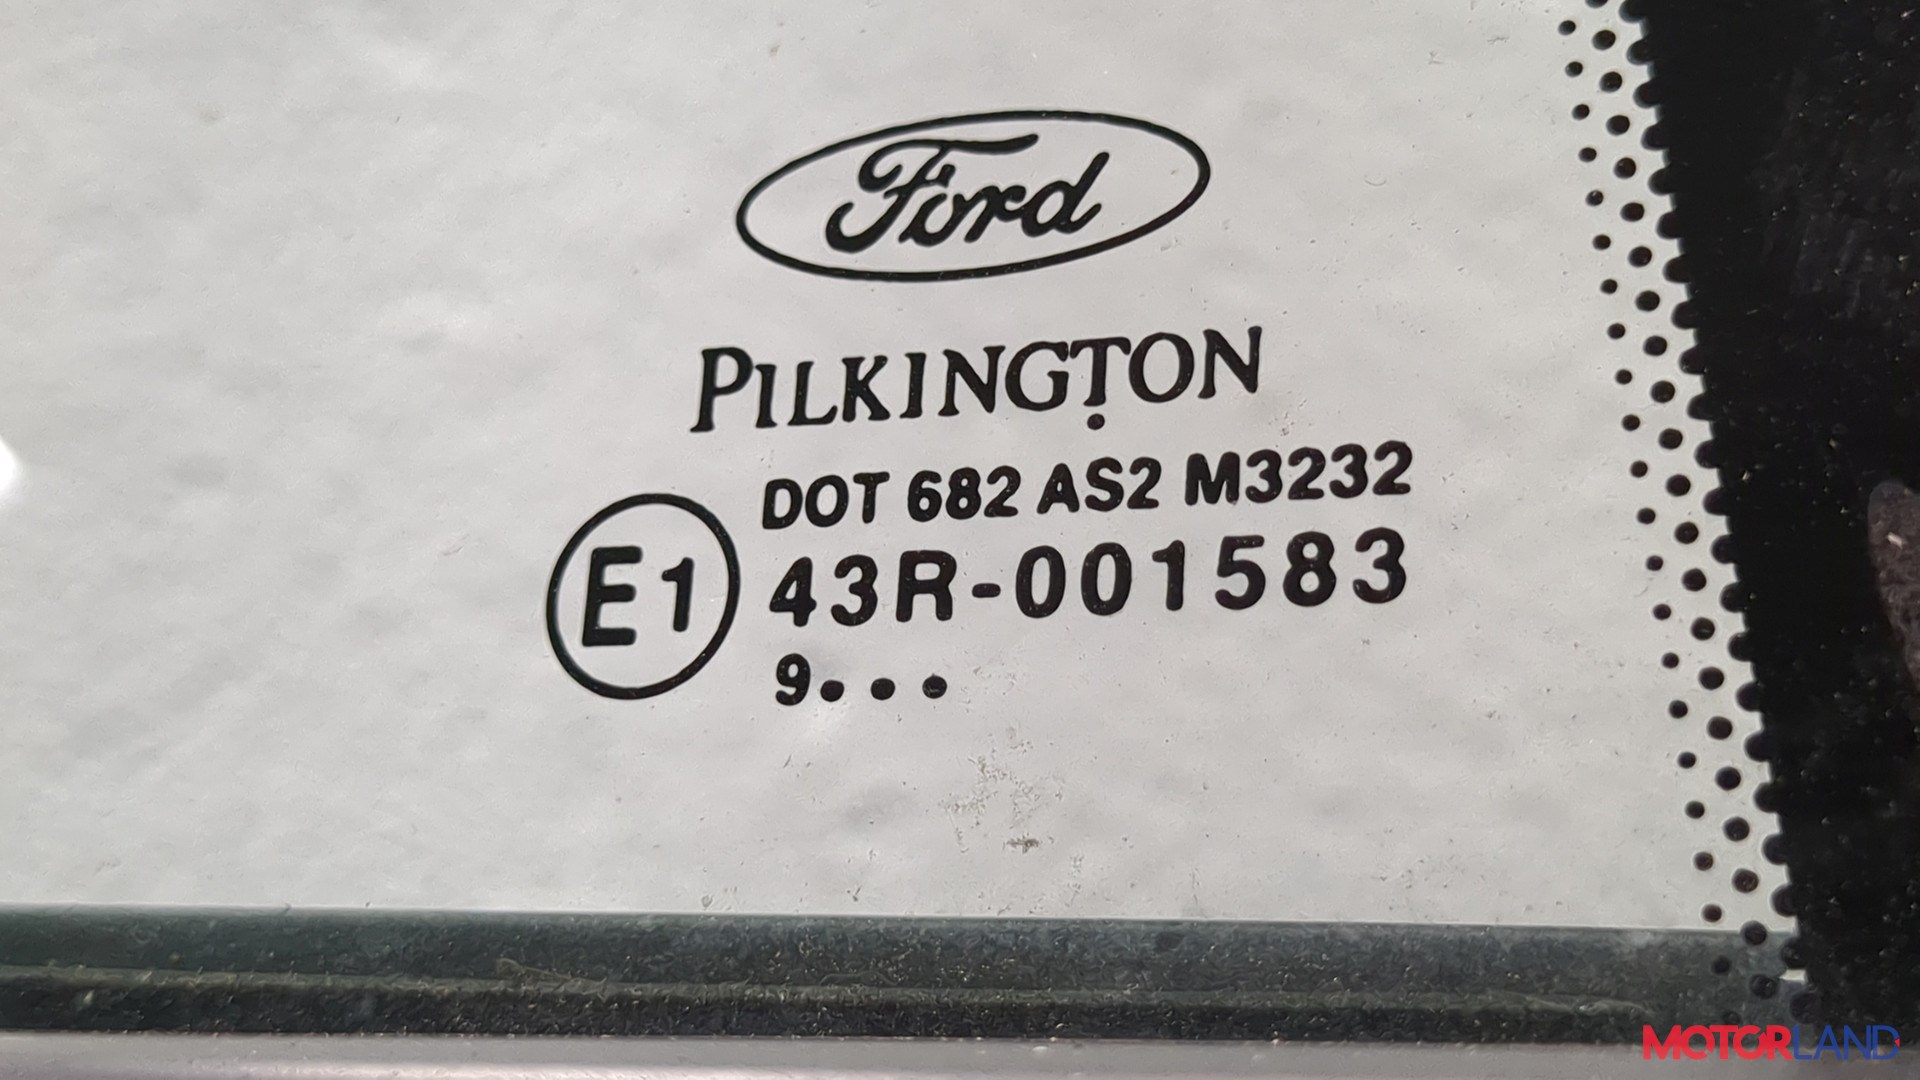 Ford
PILKINGTON
DOT 682 AS2 M3232
E1 43R-001583
9...
MOTORLAND